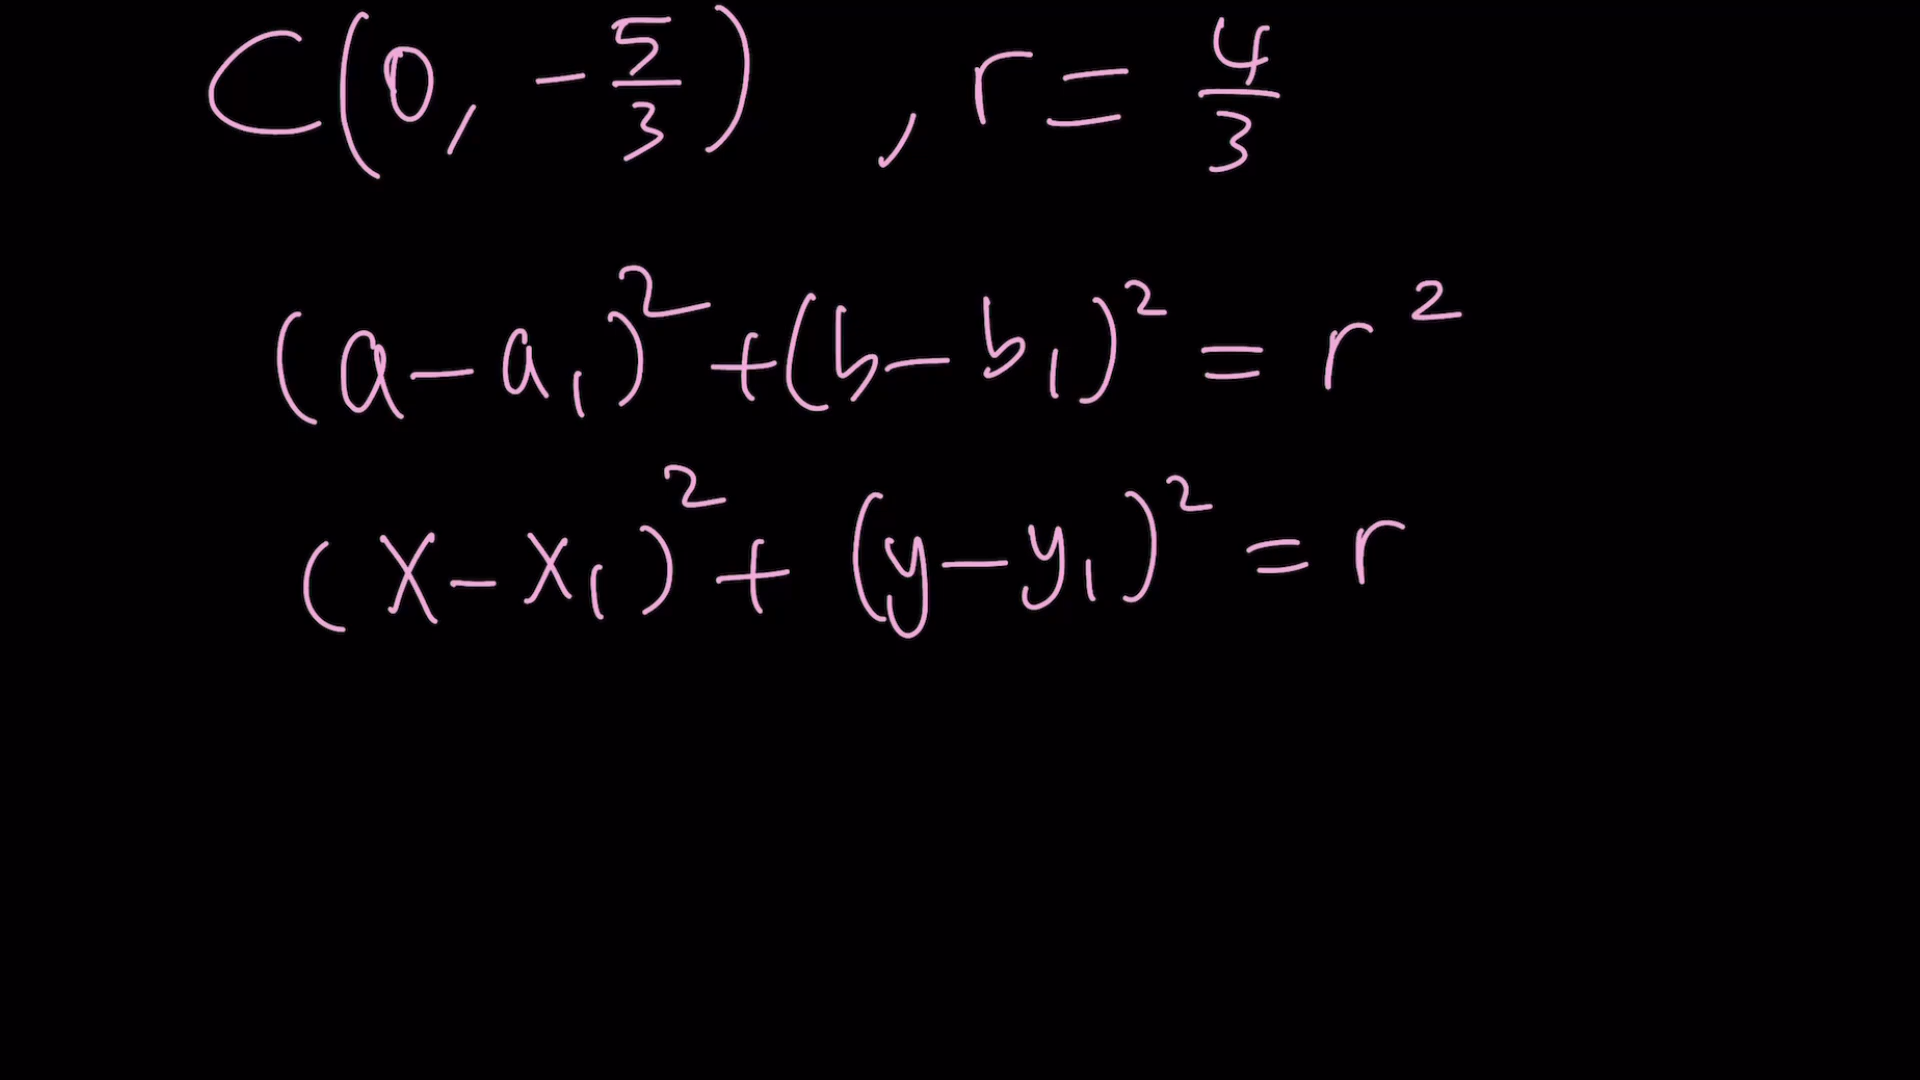 C(0, -5/3) , r = 4/3
(a - a₁)² + (b - b₁)² = r²
(x - x₁)² + (y - y₁)² = r